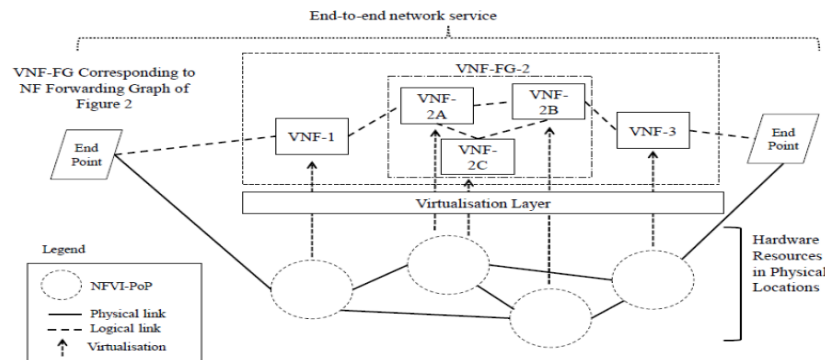 End-to-end network service
VNF-FG Corresponding to
NF Forwarding Graph of
Figure 2
VNF-FG-2
VNF-
2A
VNF-
2B
VNF-1
VNF-3
VNF-
2C
End
Point
End
Point
Virtualisation Layer
Legend
NFVI-PoP
Physical link
Logical link
Virtualisation
Hardware
Resources
in Physical
Locations